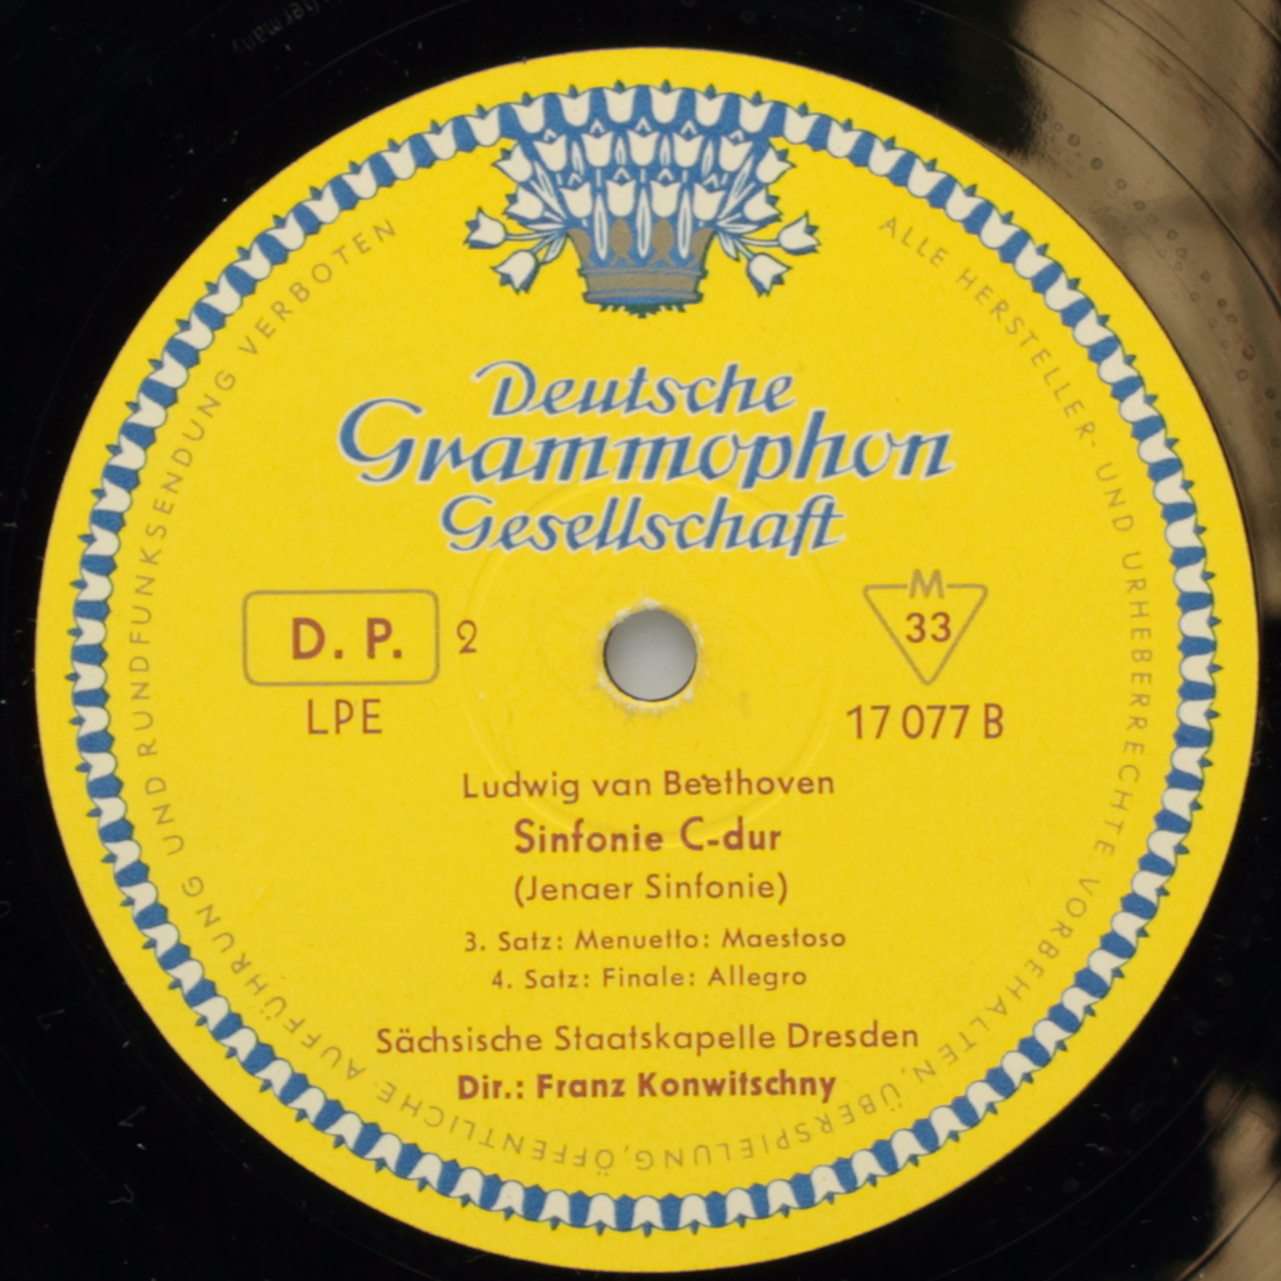 Germany
ALLE HERSTELLER- UND URHEBERRECHTE VORBEHALTEN, ÜBERSPIELUNG, ÖFFENTLICHE AUFFÜHRUNG UND RUNDFUNKSENDUNG VERBOTEN
Deutsche
Grammophon
Gesellschaft
D. P. 2
LPE
M
33
17 077 B
Ludwig van Beethoven
Sinfonie C-dur
(Jenaer Sinfonie)
3. Satz: Menuetto: Maestoso
4. Satz: Finale: Allegro
Sächsische Staatskapelle Dresden
Dir.: Franz Konwitschny